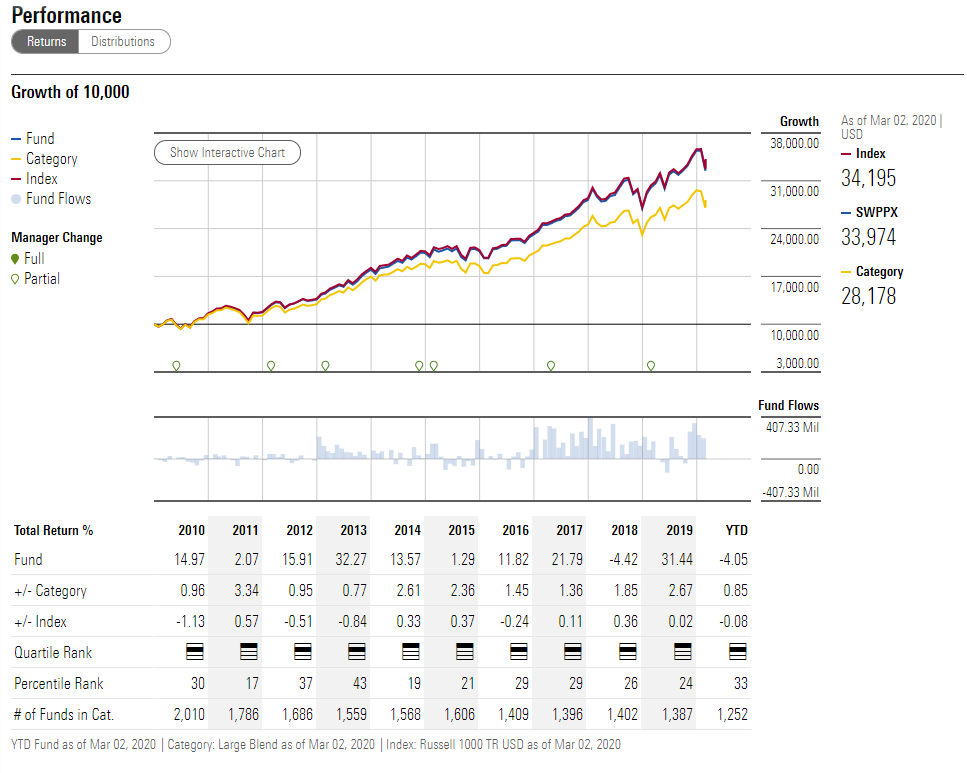 Performance
Returns Distributions
Growth of 10,000
Fund
Category
Index
Fund Flows
Manager Change
Full
Partial
Show Interactive Chart
Growth
38,000.00
31,000.00
24,000.00
17,000.00
10,000.00
3,000.00
As of Mar 02, 2020 |
USD
Index
34,195
SWPPX
33,974
Category
28,178
Fund Flows
407.33 Mil
0.00
-407.33 Mil
Total Return % 2010 2011 2012 2013 2014 2015 2016 2017 2018 2019 YTD
Fund 14.97 2.07 15.91 32.27 13.57 1.29 11.82 21.79 -4.42 31.44 -4.05
+/- Category 0.96 3.34 0.95 0.77 2.61 2.36 1.45 1.36 1.85 2.67 0.85
+/- Index -1.13 0.57 -0.51 -0.84 0.33 0.37 -0.24 0.11 0.36 0.02 -0.08
Quartile Rank
Percentile Rank 30 17 37 43 19 21 29 29 26 24 33
# of Funds in Cat. 2,010 1,786 1,686 1,559 1,568 1,606 1,409 1,396 1,402 1,387 1,252
YTD Fund as of Mar 02, 2020 | Category: Large Blend as of Mar 02, 2020 | Index: Russell 1000 TR USD as of Mar 02, 2020